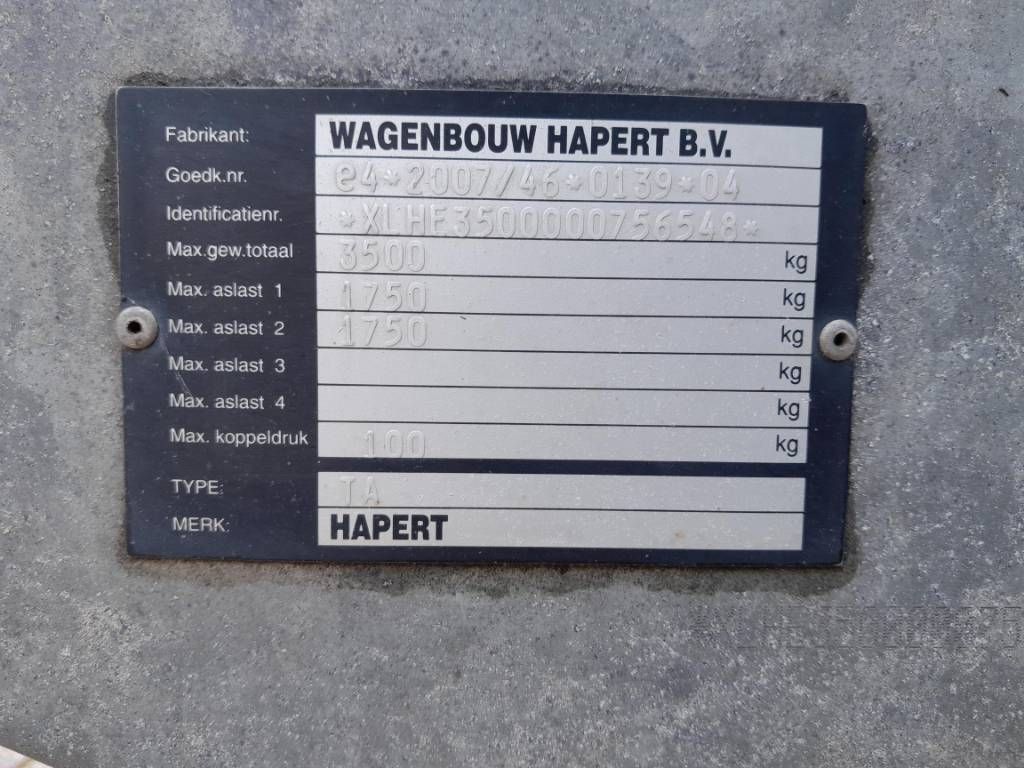 Fabrikant: WAGENBOUW HAPERT B.V.
Goedk.nr. e4*2007/46*0139*04
Identificatienr. *XLHE3500000756548*
Max.gew.totaal 3500 kg
Max. aslast 1 1750 kg
Max. aslast 2 1750 kg
Max. aslast 3 kg
Max. aslast 4 kg
Max. koppeldruk 100 kg
TYPE: TA
MERK: HAPERT